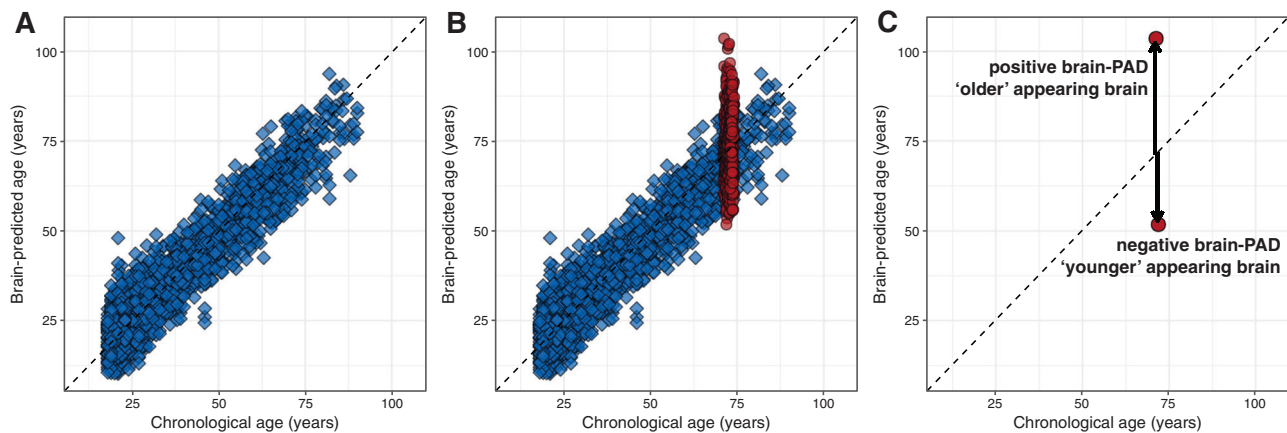 A
Brain-predicted age (years)
100
75
50
25
25
50
75
100
Chronological age (years)
B
Brain-predicted age (years)
100
75
50
25
25
50
75
100
Chronological age (years)
C
Brain-predicted age (years)
100
75
50
25
positive brain-PAD
‘older’ appearing brain
negative brain-PAD
‘younger’ appearing brain
25
50
75
100
Chronological age (years)